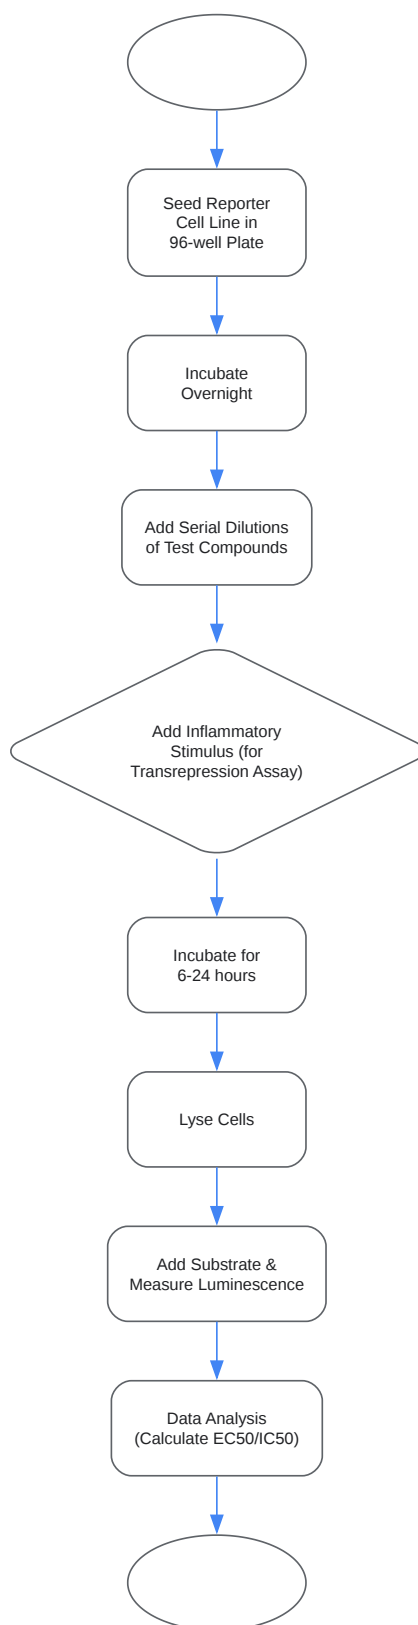 Seed Reporter
Cell Line in
96-well Plate
Incubate
Overnight
Add Serial Dilutions
of Test Compounds
Add Inflammatory
Stimulus (for
Transrepression Assay)
Incubate for
6-24 hours
Lyse Cells
Add Substrate &
Measure Luminescence
Data Analysis
(Calculate EC50/IC50)